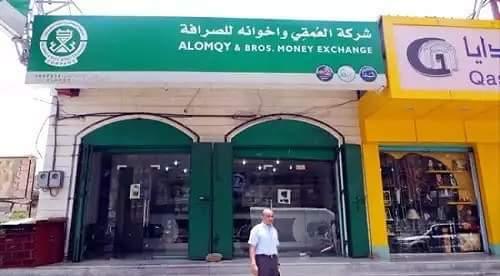 شركة العُمقي واخوانه للصرافة
ALOMQY & BROS. MONEY EXCHANGE
دايا
Qas